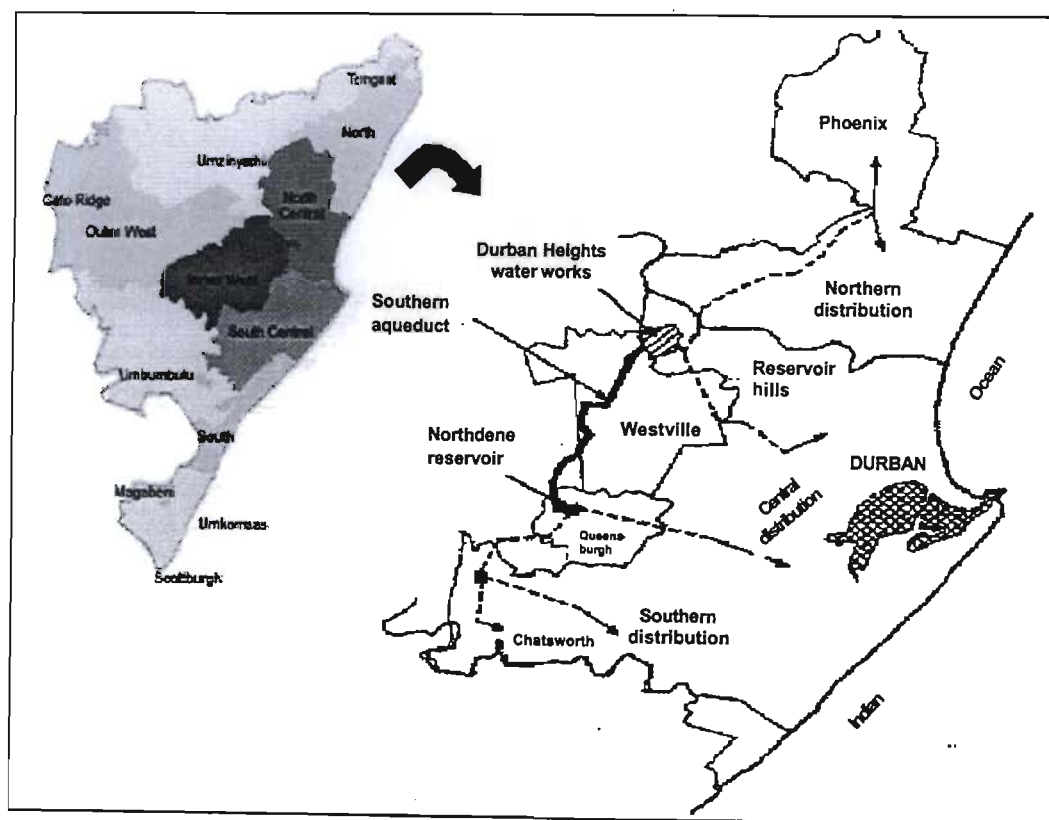 Tongaat
North
Umzinyathi
North
Central
Cato Ridge
Outer West
Inner West
South Central
Umbumbulu
South
Magabeni
Umkomaas
Scottburgh
Phoenix
Durban Heights
water works
Southern
aqueduct
Northern
distribution
Reservoir
hills
Ocean
Westville
Northdene
reservoir
DURBAN
Central
distribution
Queens-
burgh
Southern
distribution
Chatsworth
Indian